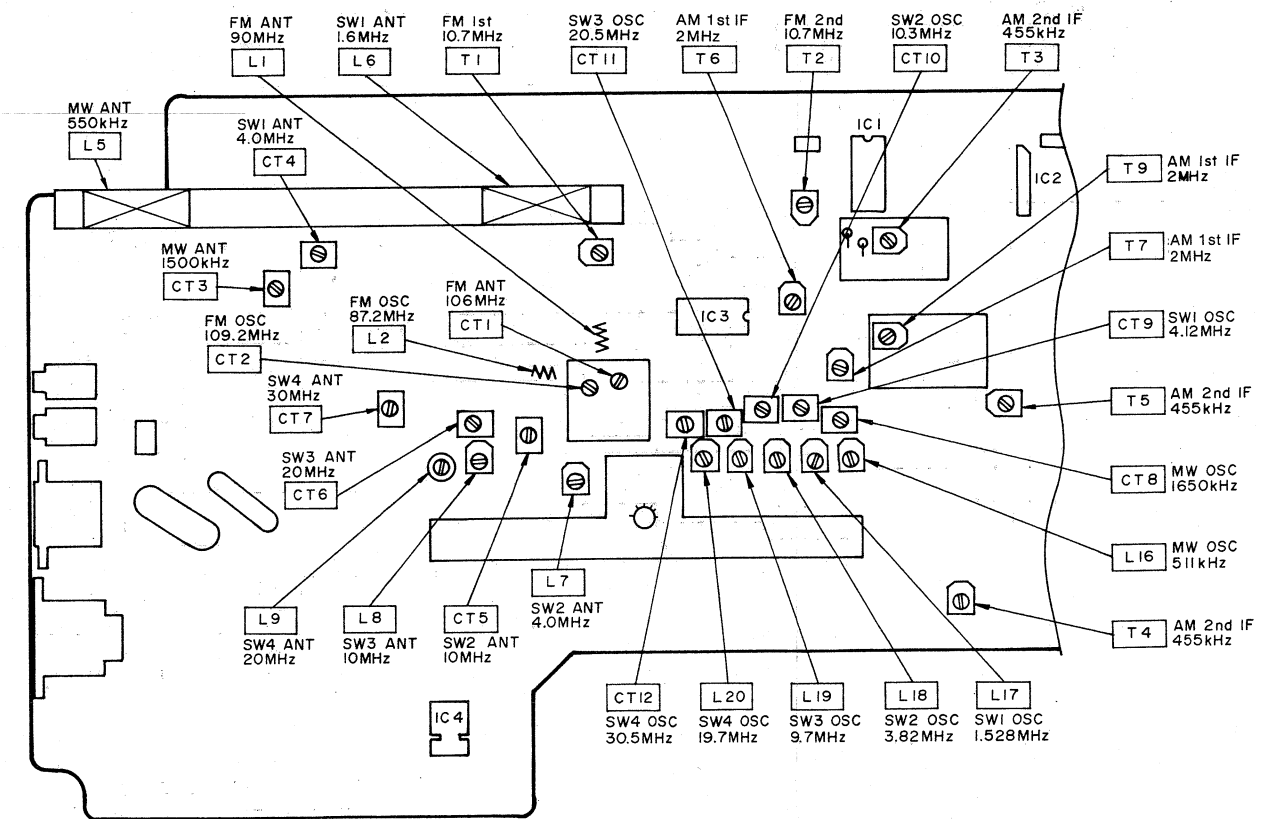 FM ANT
90MHz
L1
SW1 ANT
1.6MHz
L6
FM 1st
10.7MHz
T1
SW3 OSC
20.5MHz
CT11
AM 1st IF
2MHz
T6
FM 2nd
10.7MHz
T2
SW2 OSC
10.3MHz
CT10
AM 2nd IF
455kHz
T3
MW ANT
550kHz
L5
SW1 ANT
4.0MHz
CT4
IC1
IC2
T9
AM 1st IF
2MHz
MW ANT
1500kHz
CT3
T7
AM 1st IF
2MHz
FM ANT
106MHz
CT1
FM OSC
87.2MHz
L2
FM OSC
109.2MHz
CT2
IC3
CT9
SW1 OSC
4.12MHz
SW4 ANT
30MHz
CT7
T5
AM 2nd IF
455kHz
SW3 ANT
20MHz
CT6
CT8
MW OSC
1650kHz
L16
MW OSC
511kHz
L7
SW2 ANT
4.0MHz
L9
SW4 ANT
20MHz
L8
SW3 ANT
10MHz
CT5
SW2 ANT
10MHz
T4
AM 2nd IF
455kHz
CT12
SW4 OSC
30.5MHz
L20
SW4 OSC
19.7MHz
L19
SW3 OSC
9.7MHz
L18
SW2 OSC
3.82MHz
L17
SW1 OSC
1.528MHz
IC4